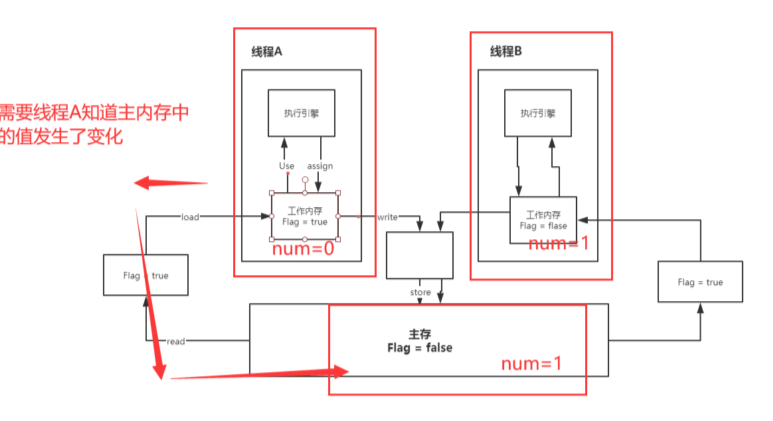 线程A
线程B
需要线程A知道主内存中
的值发生了变化
执行引擎
执行引擎
Use
assign
工作内存
Flag = true
num=0
load
write
工作内存
Flag = flase
num=1
Flag = true
Flag = true
store
read
主存
Flag = false
num=1